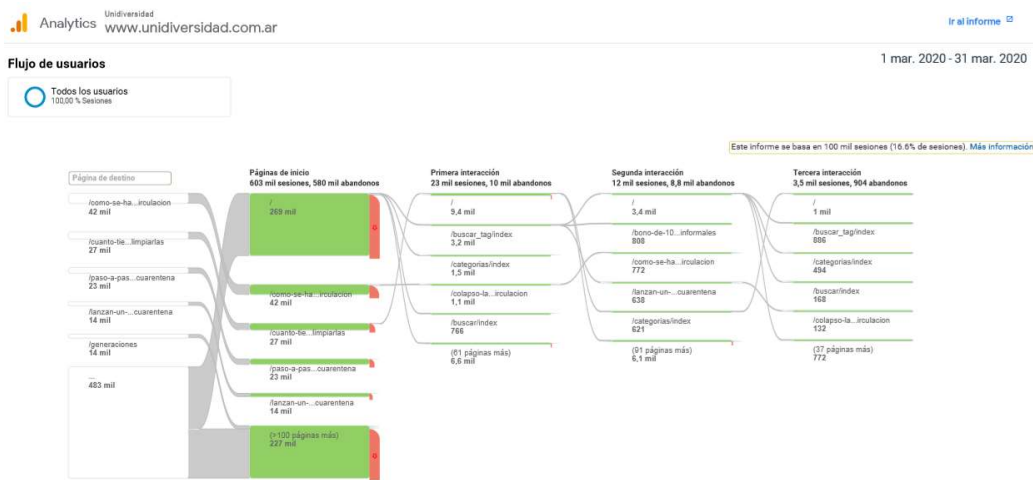 Analytics
Unidiversidad
www.unidiversidad.com.ar
Ir al informe
Flujo de usuarios
1 mar. 2020 - 31 mar. 2020
Todos los usuarios
100,00 % Sesiones
Este informe se basa en 100 mil sesiones (16.6% de sesiones). Más información
Página de destino
/como-se-ha...irculacion
42 mil
/cuanto-tie...limpiarlas
27 mil
/paso-a-pas...cuarentena
23 mil
/lanzan-un-...cuarentena
14 mil
/generaciones
14 mil
...
483 mil
Páginas de inicio
603 mil sesiones, 580 mil abandonos
/
269 mil
/como-se-ha...irculacion
42 mil
/cuanto-tie...limpiarlas
27 mil
/paso-a-pas...cuarentena
23 mil
/lanzan-un-...cuarentena
14 mil
(>100 páginas más)
227 mil
Primera interacción
23 mil sesiones, 10 mil abandonos
/
9,4 mil
/buscar_tag/index
3,2 mil
/categorias/index
1,5 mil
/colapso-la...irculacion
1,1 mil
/buscar/index
766
(61 páginas más)
6,6 mil
Segunda interacción
12 mil sesiones, 8,8 mil abandonos
/
3,4 mil
/bono-de-10...informales
808
/como-se-ha...irculacion
772
/lanzan-un-...cuarentena
638
/categorias/index
621
(91 páginas más)
6,1 mil
Tercera interacción
3,5 mil sesiones, 904 abandonos
/
1 mil
/buscar_tag/index
886
/categorias/index
494
/buscar/index
168
/colapso-la...irculacion
132
(37 páginas más)
772